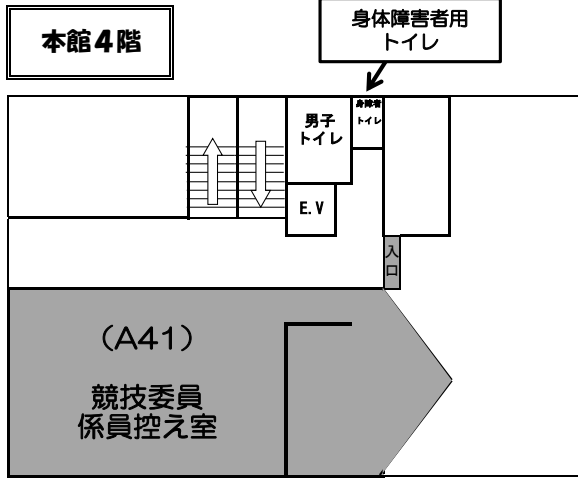 本館４階
身体障害者用
トイレ
身障者
トイレ
男子
トイレ
E.V
入
口
（A41）
競技委員
係員控え室